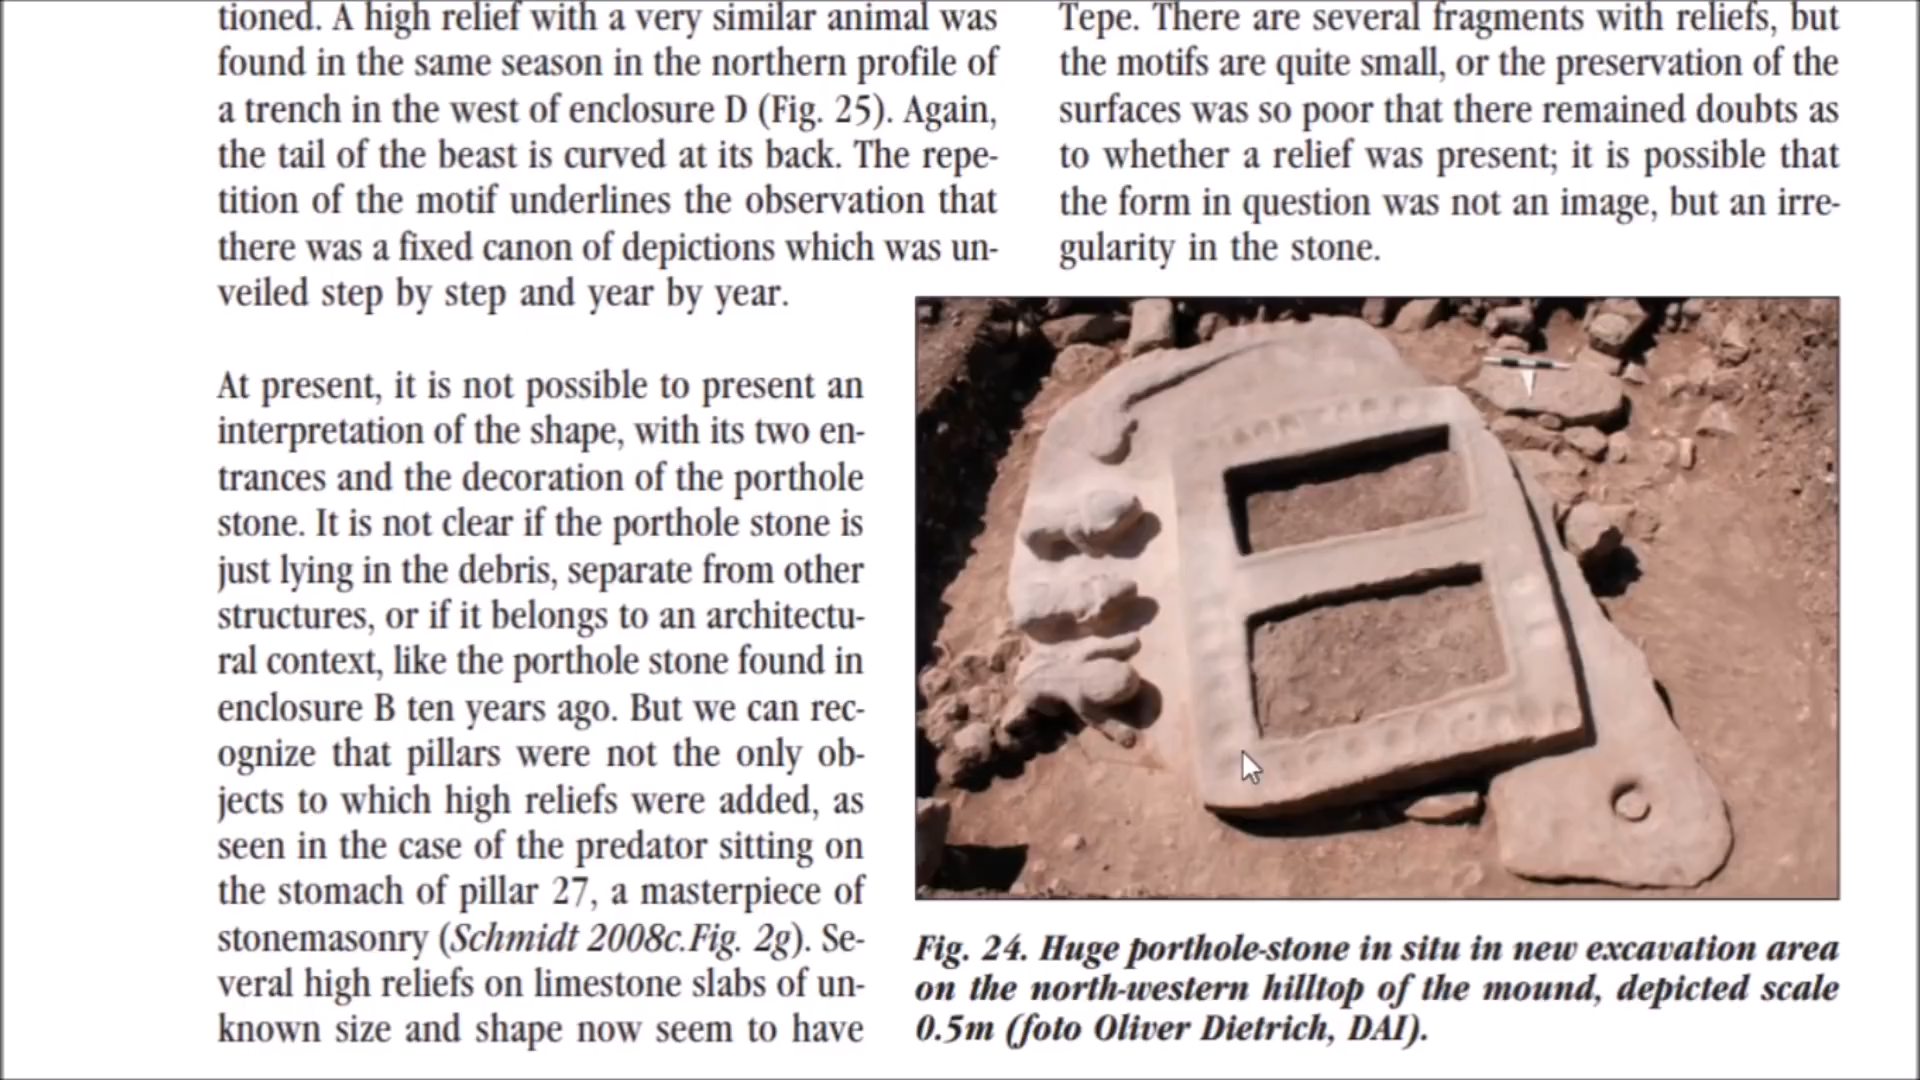 tioned. A high relief with a very similar animal was
found in the same season in the northern profile of
a trench in the west of enclosure D (Fig. 25). Again,
the tail of the beast is curved at its back. The repe-
tition of the motif underlines the observation that
there was a fixed canon of depictions which was un-
veiled step by step and year by year.
At present, it is not possible to present an
interpretation of the shape, with its two en-
trances and the decoration of the porthole
stone. It is not clear if the porthole stone is
just lying in the debris, separate from other
structures, or if it belongs to an architectu-
ral context, like the porthole stone found in
enclosure B ten years ago. But we can rec-
ognize that pillars were not the only ob-
jects to which high reliefs were added, as
seen in the case of the predator sitting on
the stomach of pillar 27, a masterpiece of
stonemasonry (Schmidt 2008c.Fig. 2g). Se-
veral high reliefs on limestone slabs of un-
known size and shape now seem to have
Tepe. There are several fragments with reliefs, but
the motifs are quite small, or the preservation of the
surfaces was so poor that there remained doubts as
to whether a relief was present; it is possible that
the form in question was not an image, but an irre-
gularity in the stone.
Fig. 24. Huge porthole-stone in situ in new excavation area
on the north-western hilltop of the mound, depicted scale
0.5m (foto Oliver Dietrich, DAI).